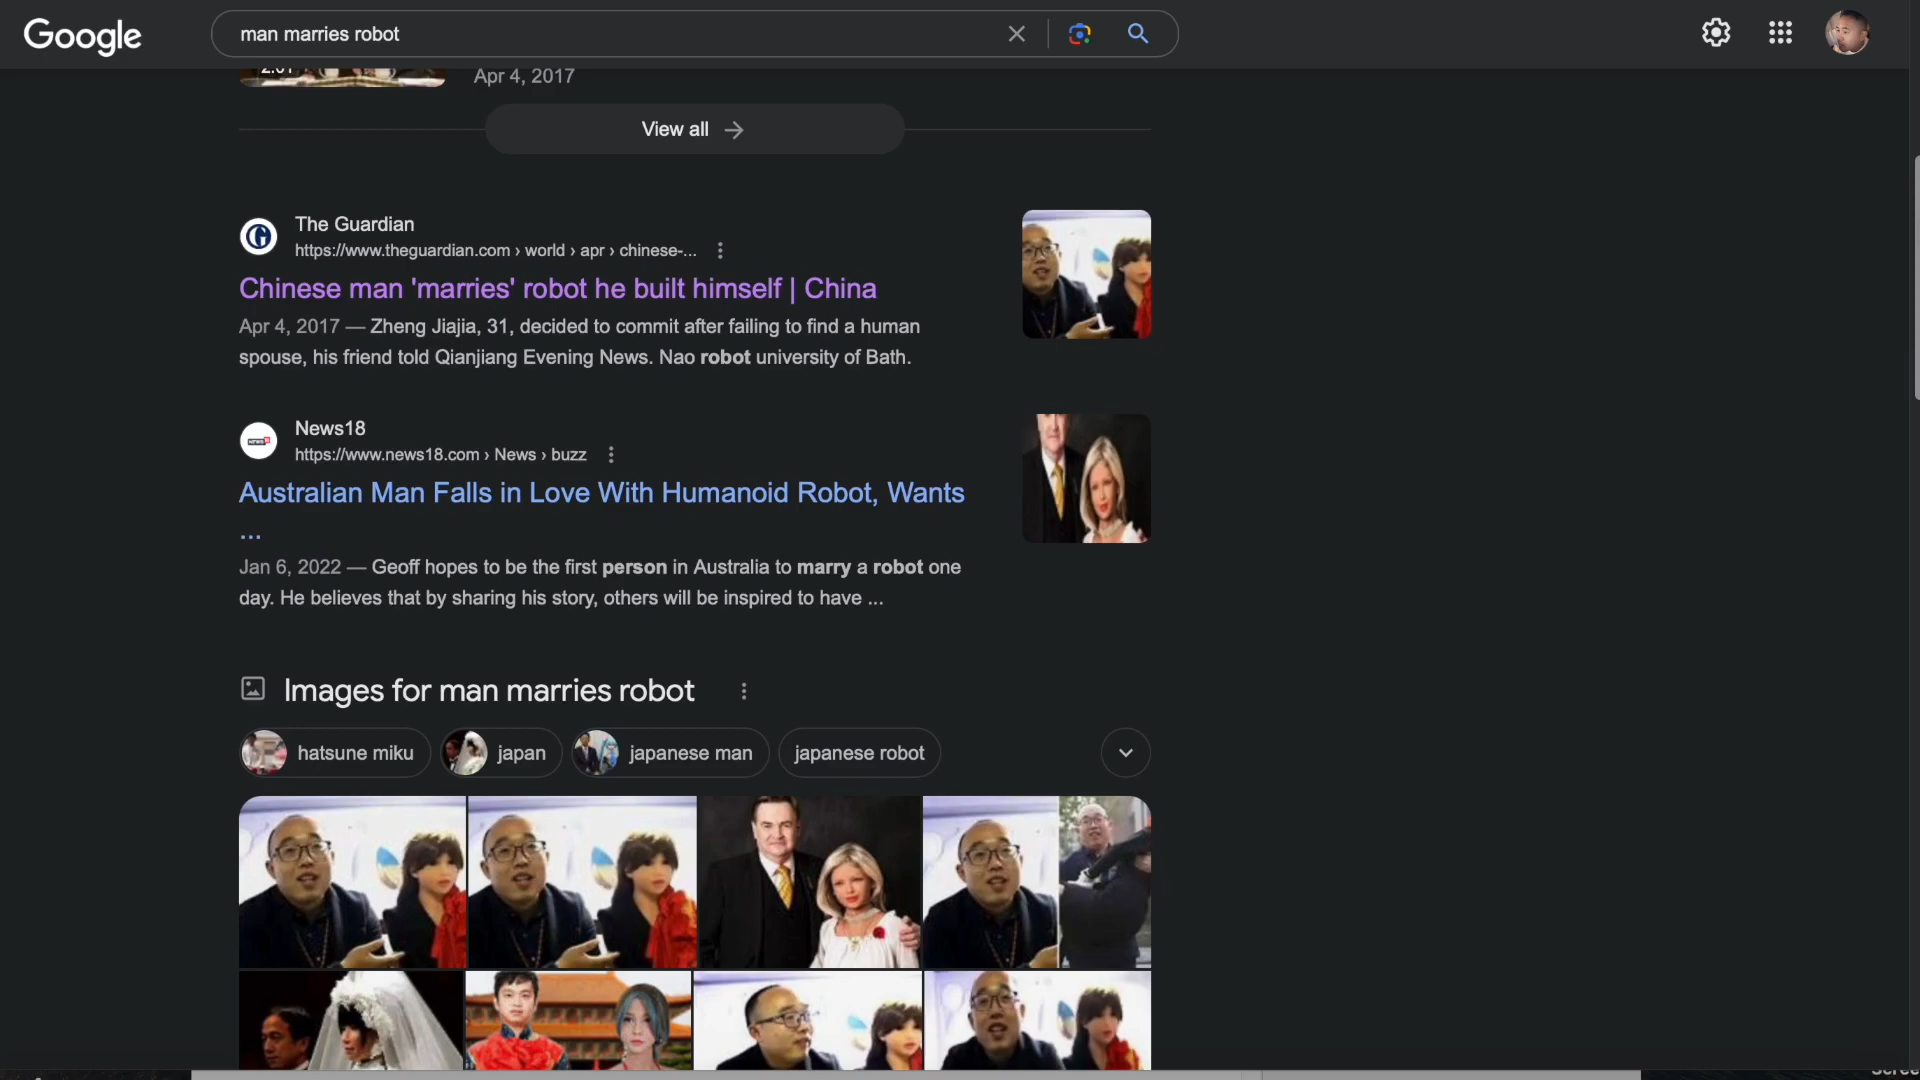 Google
man marries robot
Apr 4, 2017
View all
The Guardian
https://www.theguardian.com › world › apr › chinese-...
Chinese man 'marries' robot he built himself | China
Apr 4, 2017 — Zheng Jiajia, 31, decided to commit after failing to find a human
spouse, his friend told Qianjiang Evening News. Nao robot university of Bath.
News18
https://www.news18.com › News › buzz
Australian Man Falls in Love With Humanoid Robot, Wants
...
Jan 6, 2022 — Geoff hopes to be the first person in Australia to marry a robot one
day. He believes that by sharing his story, others will be inspired to have ...
Images for man marries robot
hatsune miku
japan
japanese man
japanese robot